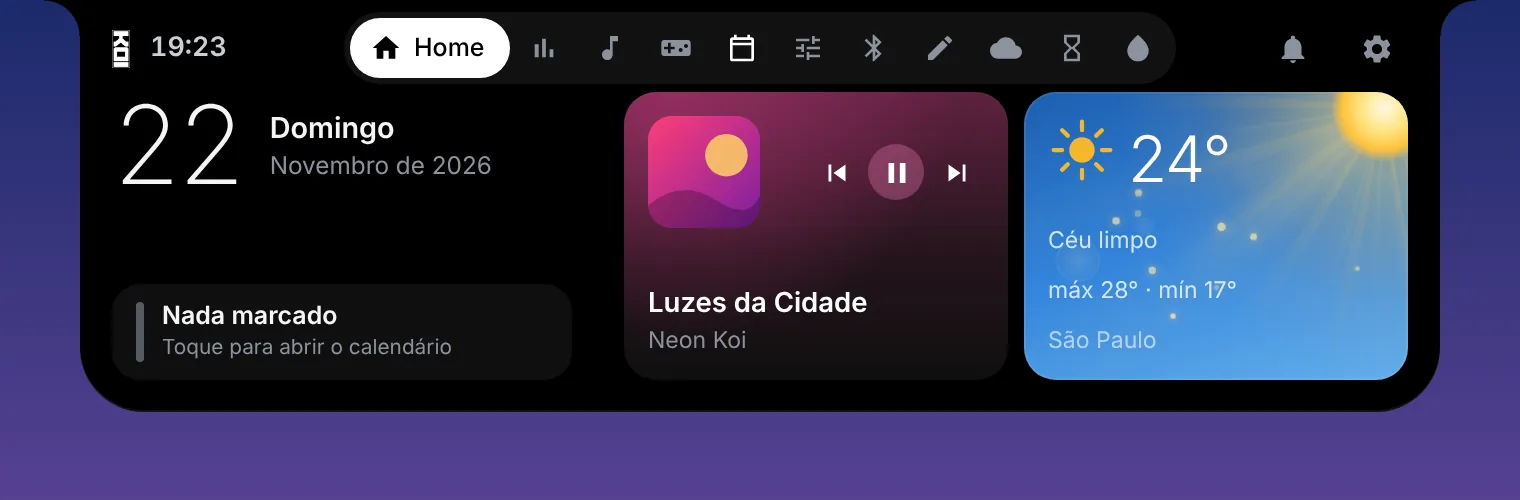 KOI
19:23
Home
22
Domingo
Novembro de 2026
Nada marcado
Toque para abrir o calendário
Luzes da Cidade
Neon Koi
24°
Céu limpo
máx 28° · mín 17°
São Paulo